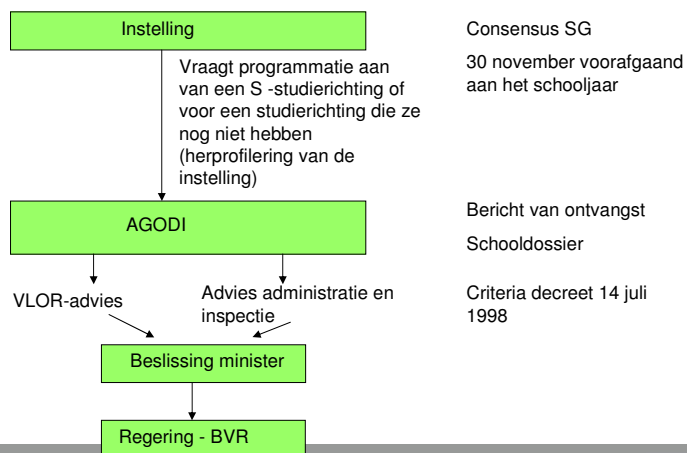 Instelling
Consensus SG
Vraagt programmatie aan
van een S -studierichting of
voor een studierichting die ze
nog niet hebben
(herprofilering van de
instelling)
30 november voorafgaand
aan het schooljaar
AGODI
Bericht van ontvangst
Schooldossier
VLOR-advies
Advies administratie en
inspectie
Criteria decreet 14 juli
1998
Beslissing minister
Regering - BVR